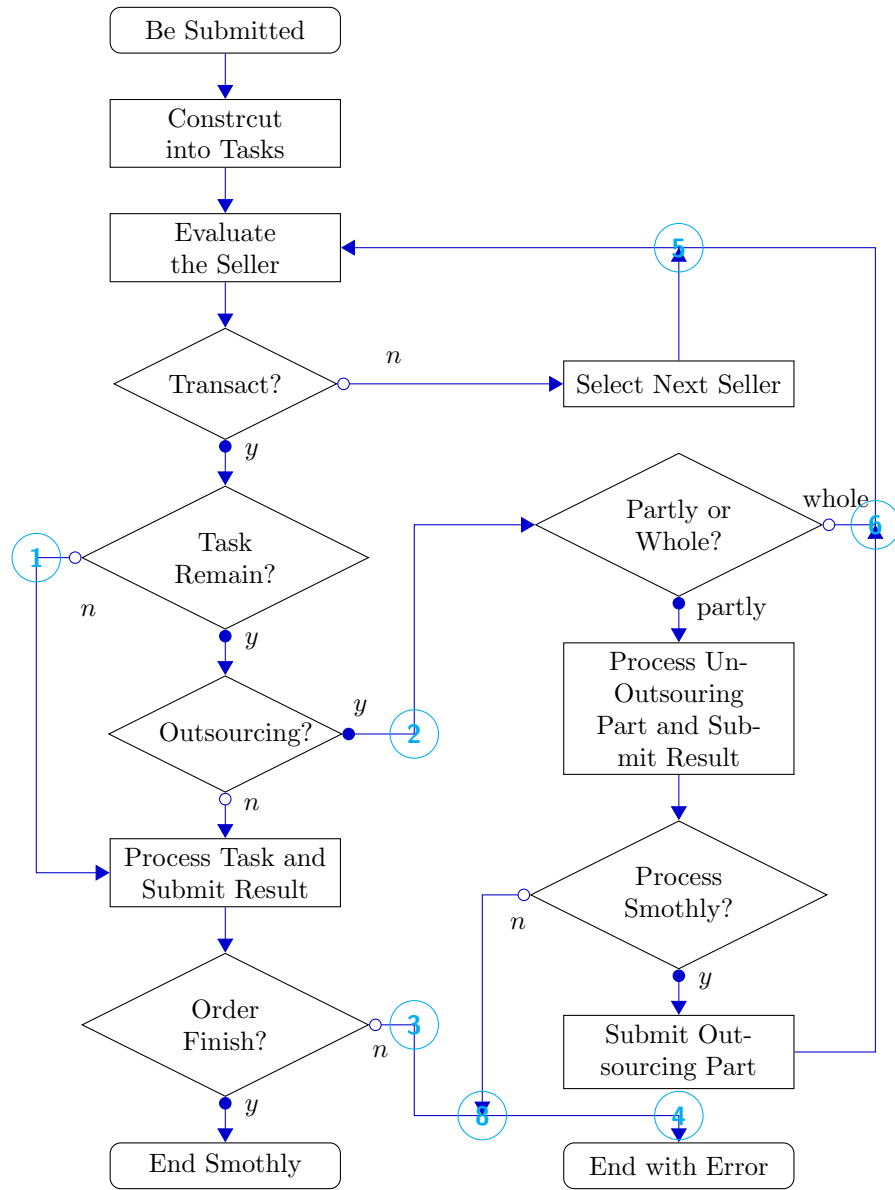 Be Submitted
Constrcut
into Tasks
Evaluate
the Seller
5
Transact?
n
Select Next Seller
y
Task
Remain?
1
n
y
Partly or
Whole?
whole
6
partly
Outsourcing?
y
2
n
Process Un-
Outsouring
Part and Sub-
mit Result
Process Task and
Submit Result
Process
Smothly?
n
y
Order
Finish?
n
3
y
Submit Out-
sourcing Part
8
4
End Smothly
End with Error